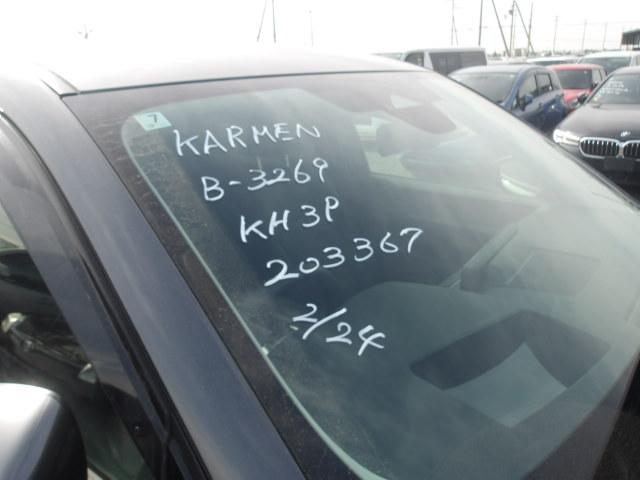 7
KARMEN
B-3269
KH3P
203367
2/24